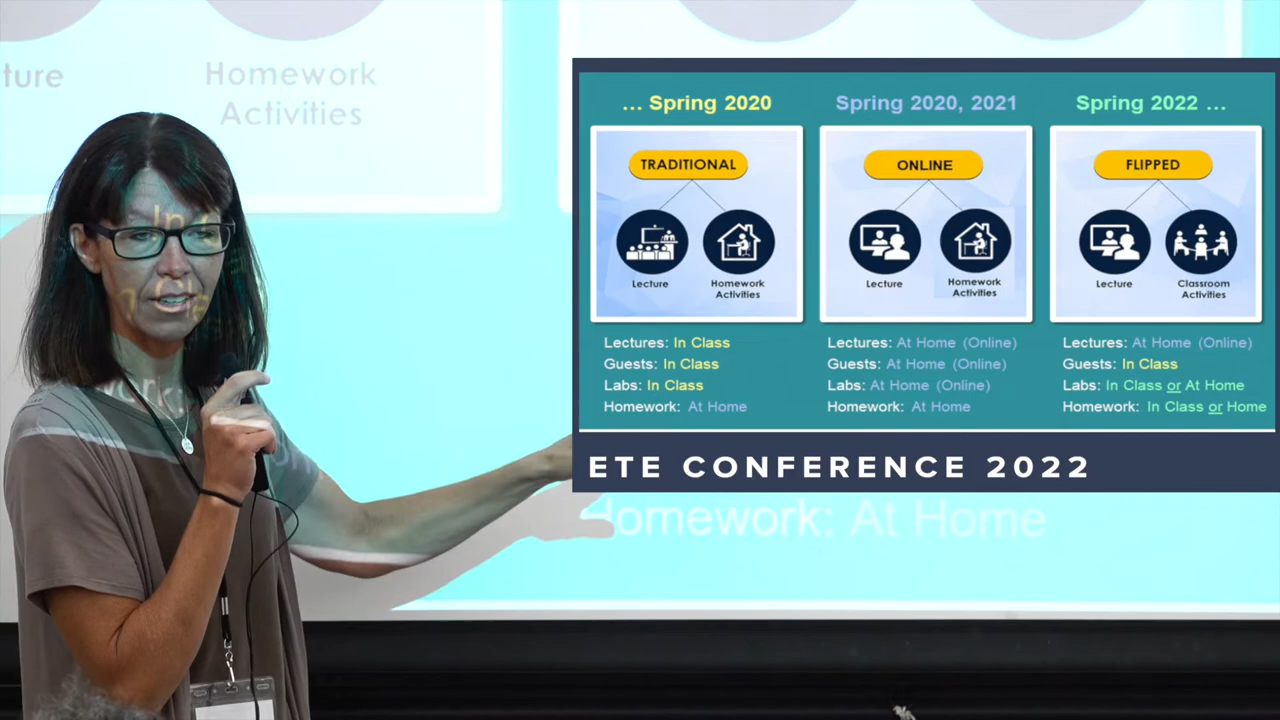 ture
Homework
Activities
... Spring 2020
TRADITIONAL
Lecture
Homework
Activities
Lectures: In Class
Guests: In Class
Labs: In Class
Homework: At Home
Spring 2020, 2021
ONLINE
Lecture
Homework
Activities
Lectures: At Home (Online)
Guests: At Home (Online)
Labs: At Home (Online)
Homework: At Home
Spring 2022 ...
FLIPPED
Lecture
Classroom
Activities
Lectures: At Home (Online)
Guests: In Class
Labs: In Class or At Home
Homework: In Class or Home
ETE CONFERENCE 2022
Homework: At Home